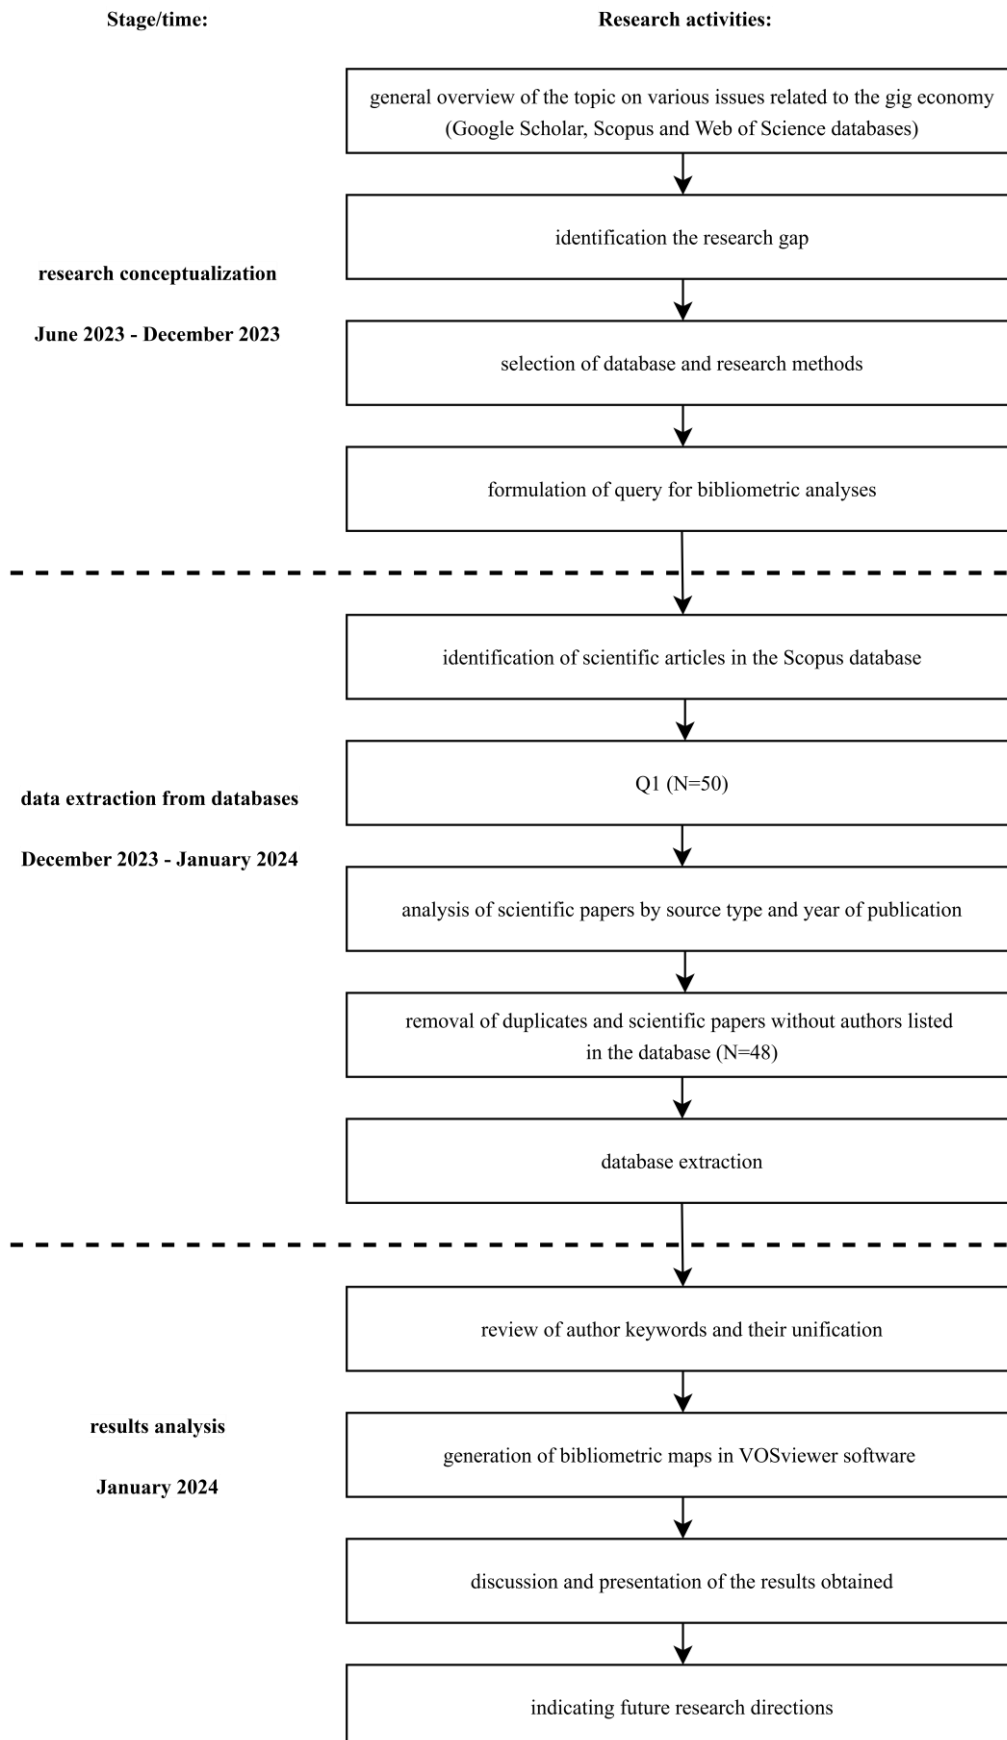 Stage/time:
Research activities:
general overview of the topic on various issues related to the gig economy
(Google Scholar, Scopus and Web of Science databases)
identification the research gap
research conceptualization
June 2023 - December 2023
selection of database and research methods
formulation of query for bibliometric analyses
identification of scientific articles in the Scopus database
Q1 (N=50)
data extraction from databases
December 2023 - January 2024
analysis of scientific papers by source type and year of publication
removal of duplicates and scientific papers without authors listed
in the database (N=48)
database extraction
review of author keywords and their unification
results analysis
January 2024
generation of bibliometric maps in VOSviewer software
discussion and presentation of the results obtained
indicating future research directions